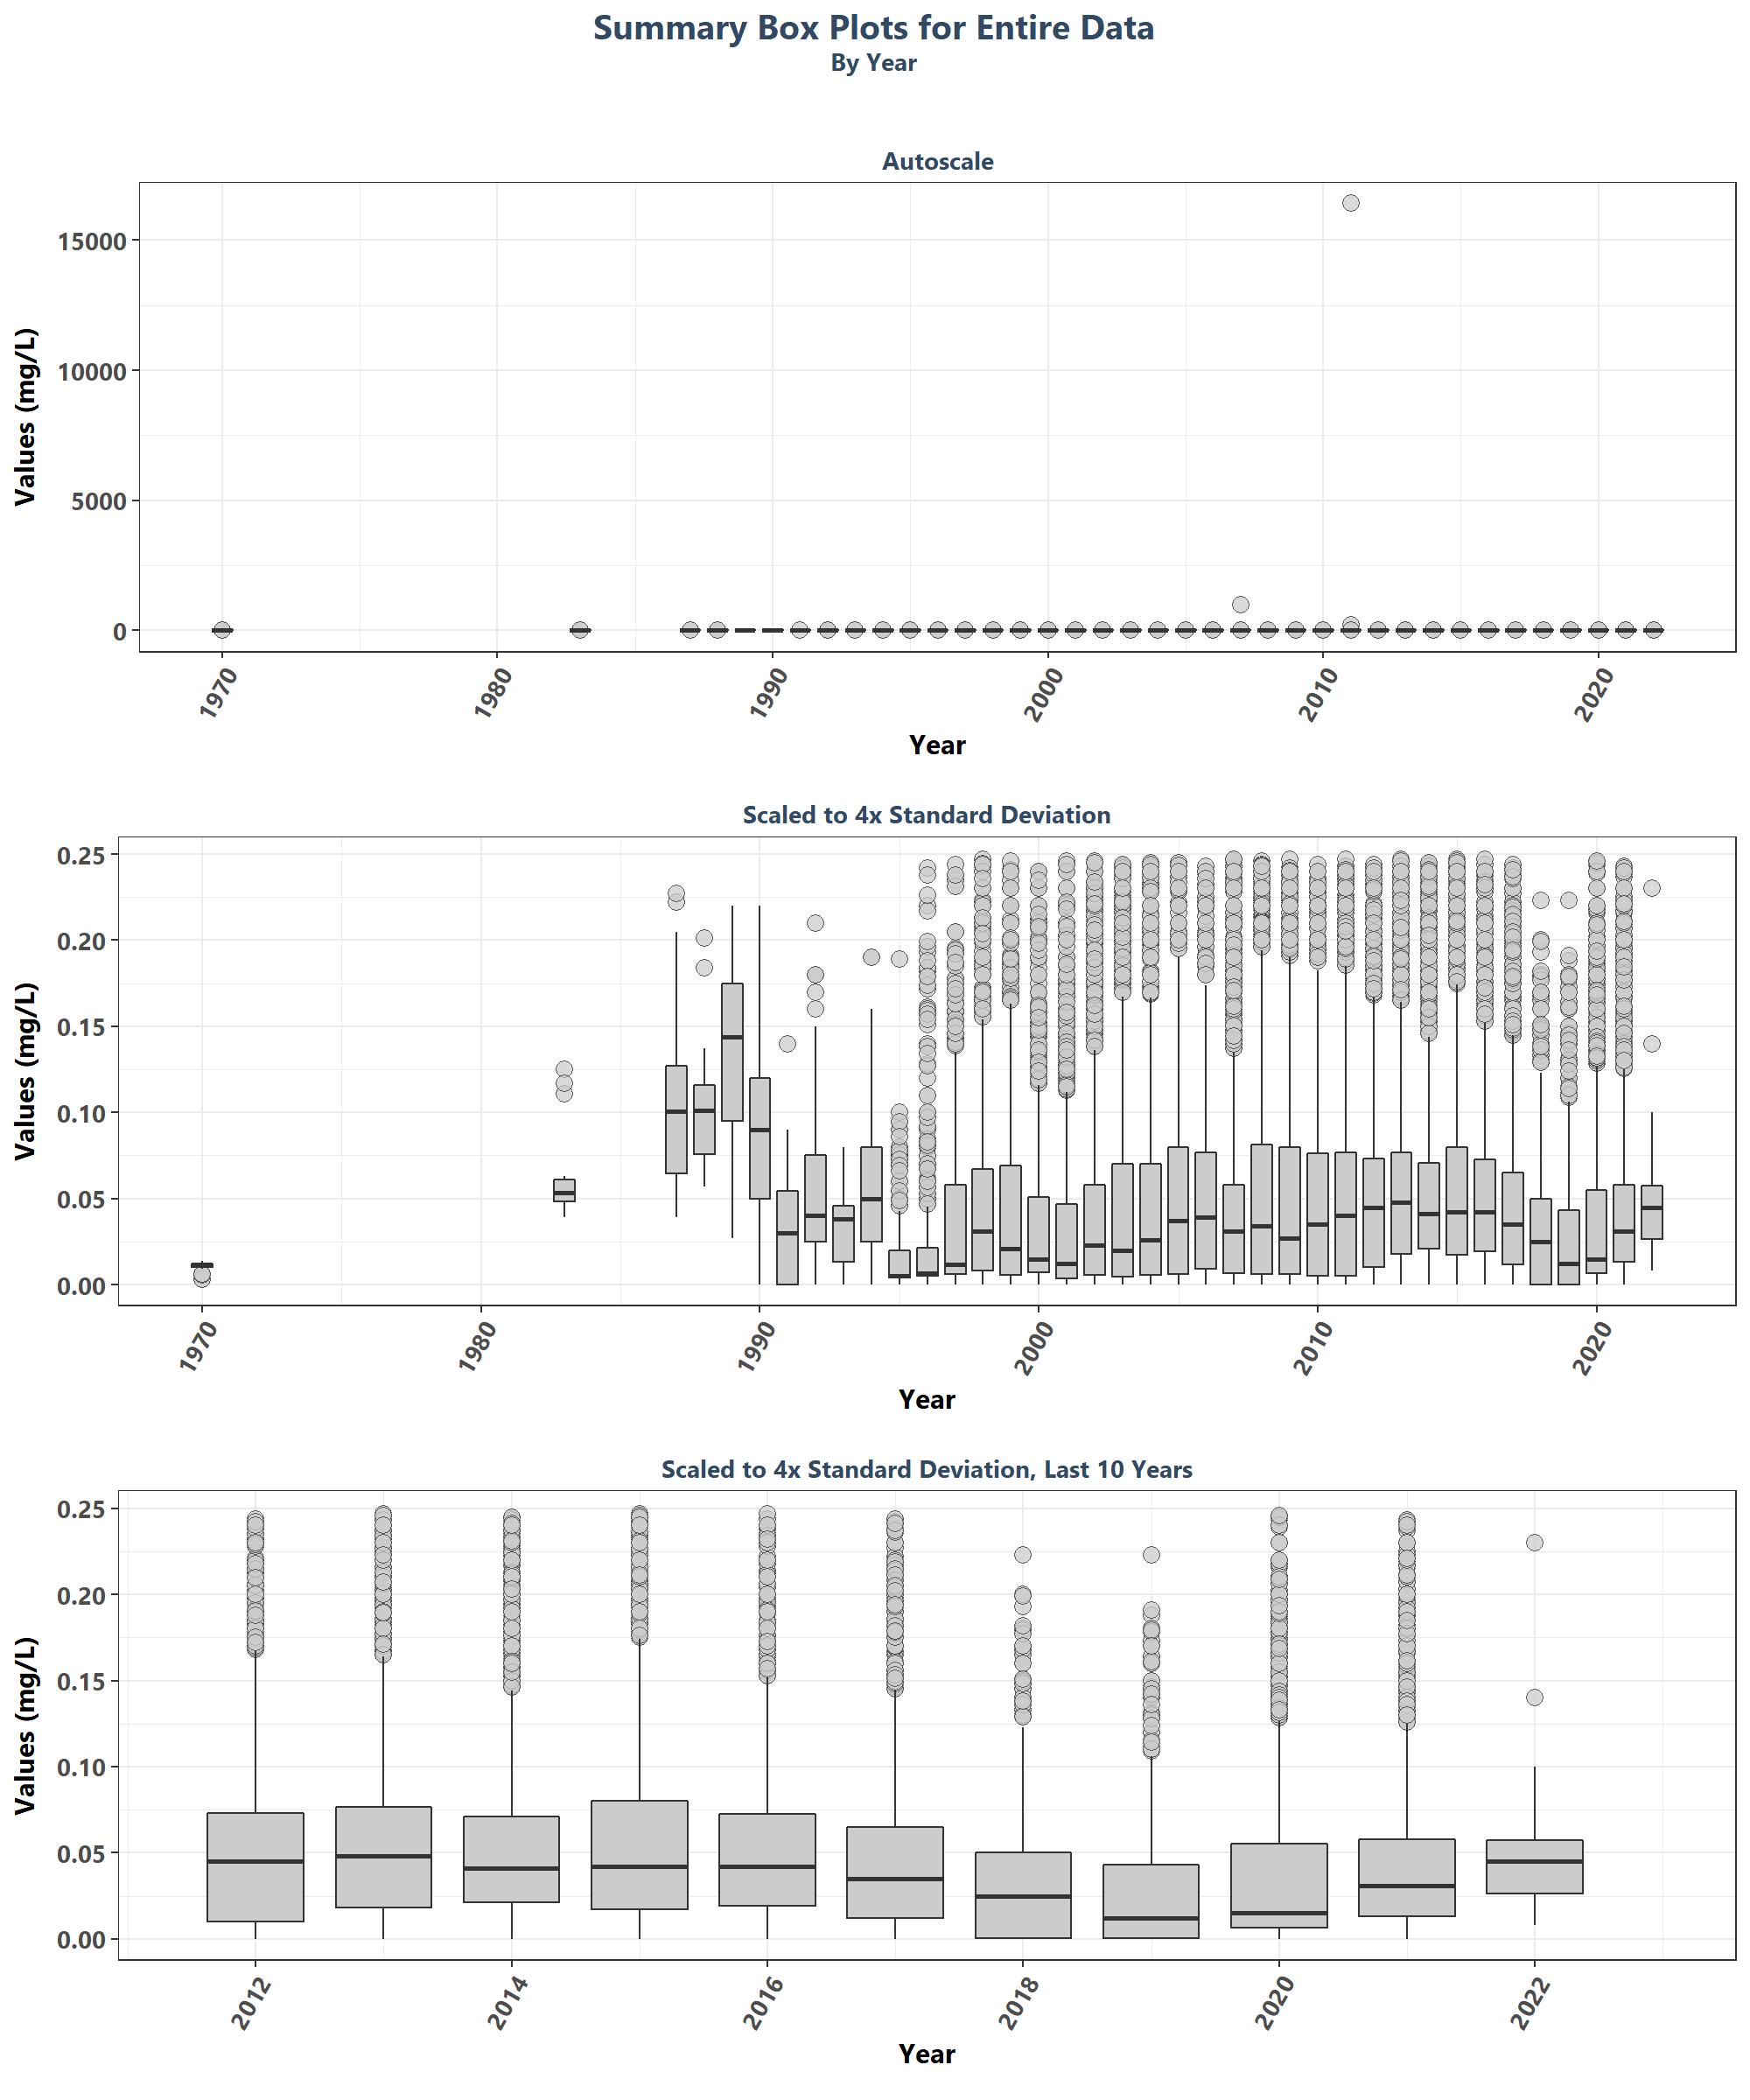 Summary Box Plots for Entire Data
By Year
Autoscale
Values (mg/L)
15000
10000
5000
0
1970 1980 1990 2000 2010 2020
Year
Scaled to 4x Standard Deviation
Values (mg/L)
0.25
0.20
0.15
0.10
0.05
0.00
1970 1980 1990 2000 2010 2020
Year
Scaled to 4x Standard Deviation, Last 10 Years
Values (mg/L)
0.25
0.20
0.15
0.10
0.05
0.00
2012 2014 2016 2018 2020 2022
Year